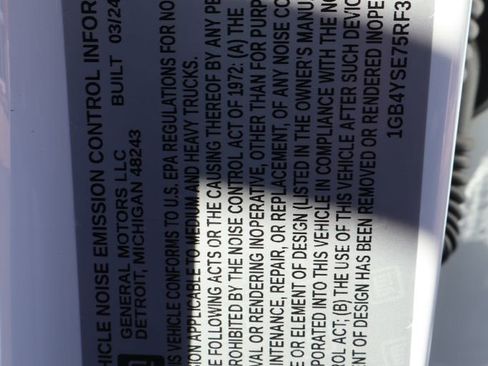 HICLE NOISE EMISSION CONTROL INFOR
GENERAL MOTORS LLC
DETROIT, MICHIGAN 48243
BUILT 03/24
IS VEHICLE CONFORMS TO U.S. EPA REGULATIONS FOR NO
SION APPLICABLE TO MEDIUM AND HEAVY TRUCKS.
E FOLLOWING ACTS OR THE CAUSING THEREOF BY ANY PE
ROHIBITED BY THE NOISE CONTROL ACT OF 1972: (A) THE
VAL OR RENDERING INOPERATIVE, OTHER THAN FOR PURP
INTENANCE, REPAIR, OR REPLACEMENT, OF ANY NOISE CO
E OR ELEMENT OF DESIGN (LISTED IN THE OWNER'S MANU
RPORATED INTO THIS VEHICLE IN COMPLIANCE WITH THE NO
ROL ACT; (B) THE USE OF THIS VEHICLE AFTER SUCH DEVIC
ENT OF DESIGN HAS BEEN REMOVED OR RENDERED INOPE
1GB4YSE75RF3